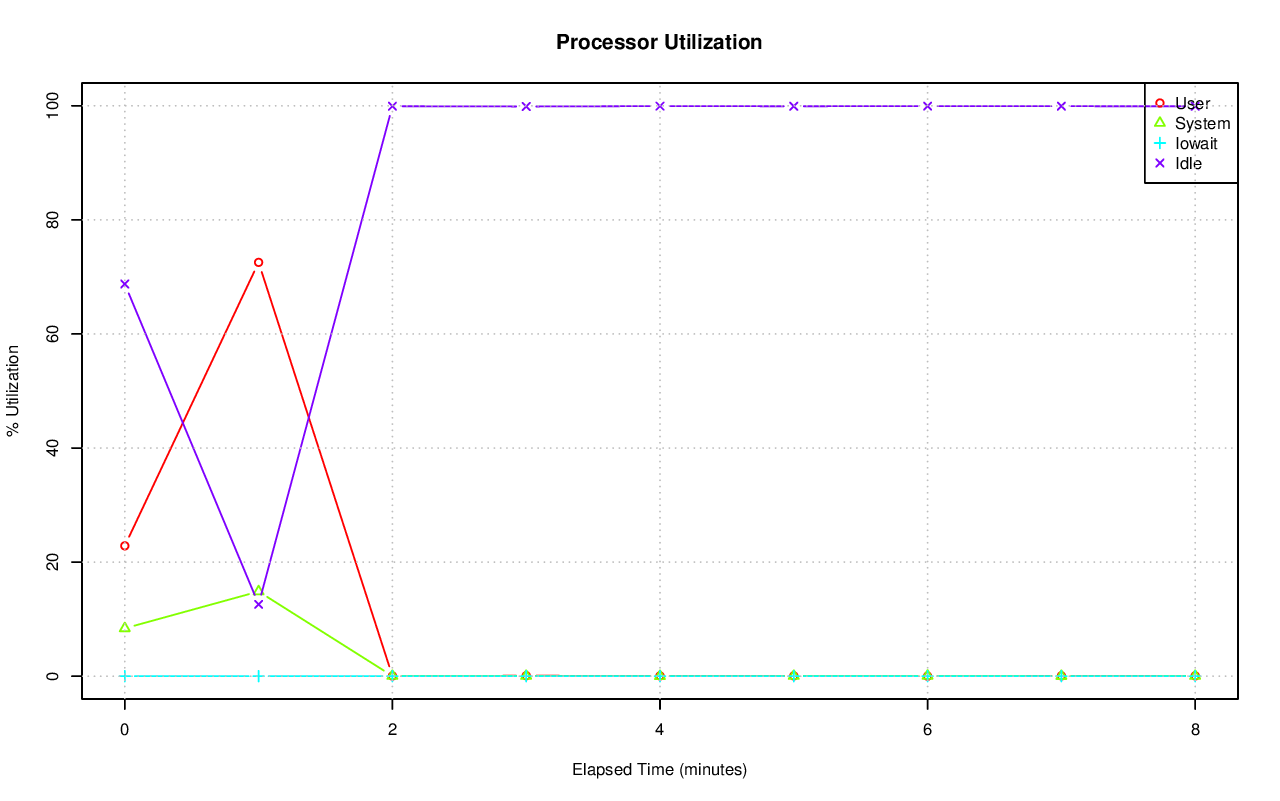 Processor Utilization
100
80
60
40
20
0
% Utilization
User
System
Iowait
Idle
0 2 4 6 8
Elapsed Time (minutes)